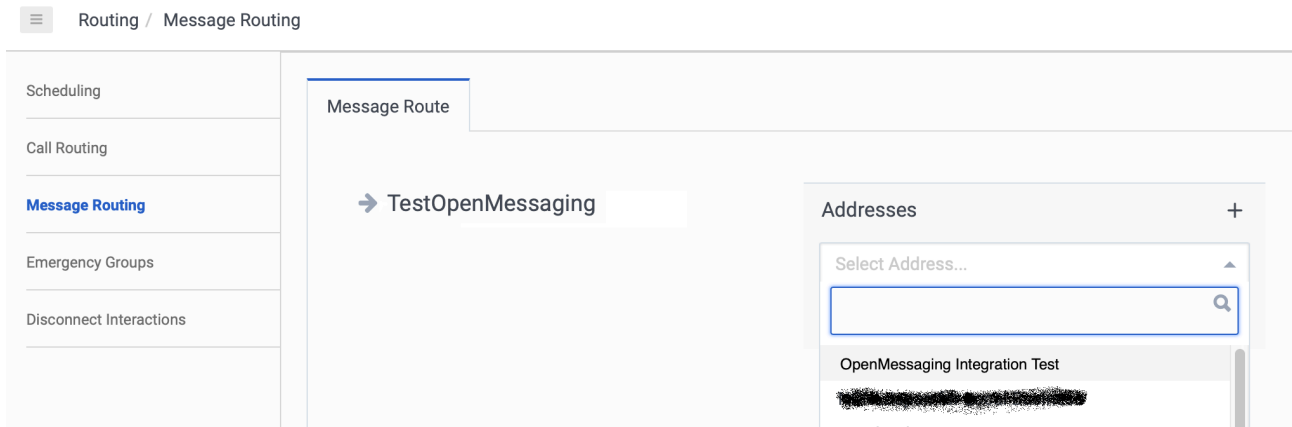 Routing / Message Routing
Scheduling
Call Routing
Message Routing
Emergency Groups
Disconnect Interactions
Message Route
TestOpenMessaging
Addresses
Select Address...
OpenMessaging Integration Test